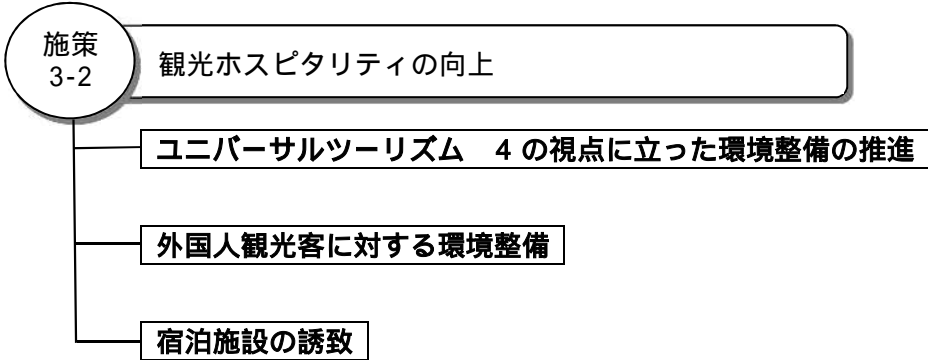 施策
3-2
観光ホスピタリティの向上
ユニバーサルツーリズム　4 の視点に立った環境整備の推進
外国人観光客に対する環境整備
宿泊施設の誘致